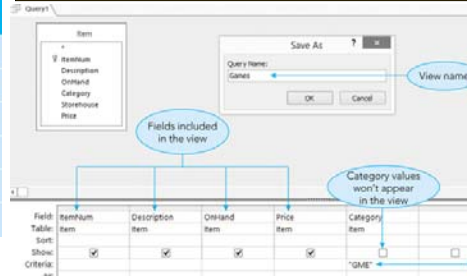 Query1
Item
*
ItemNum
Description
OnHand
Category
Storehouse
Price
Save As
?
Query Name:
Games
OK
Cancel
View name
Fields included
in the view
Category values
won't appear
in the view
Field: ItemNum Description OnHand Price Category
Table: Item Item Item Item Item
Sort:
Show:
Criteria: "GME"
or: